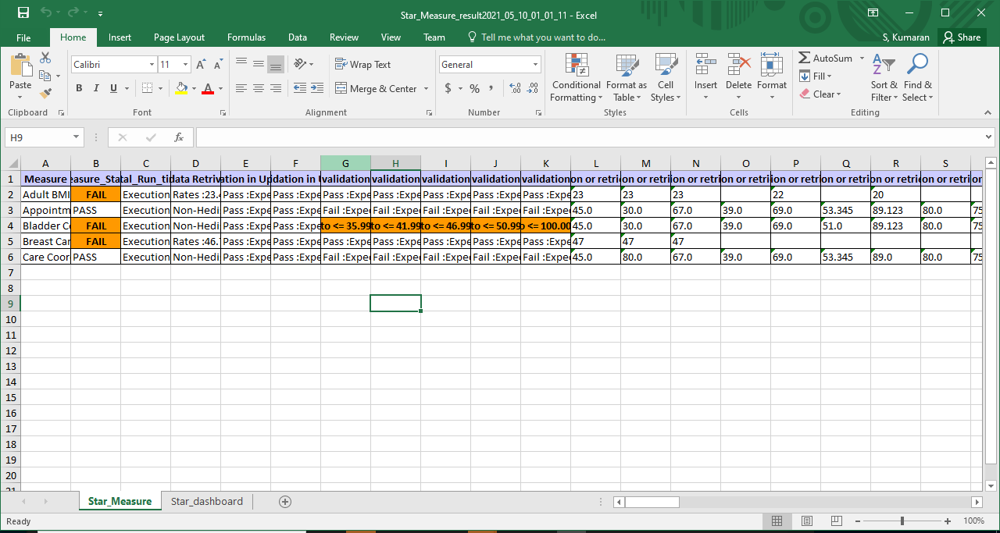 Star_Measure_result2021_05_10_01_01_11 - Excel
File Home Insert Page Layout Formulas Data Review View Team Tell me what you want to do... S, Kumaran Share
Paste
Calibri 11
Wrap Text
General
Conditional Formatting
Format as Table
Cell Styles
Insert Delete Format
AutoSum
Fill
Clear
Sort & Filter
Find & Select
B I U
Merge & Center
$ % ,
Clipboard Font Alignment Number Styles Cells Editing
H9 fx
A B C D E F G H I J K L M N O P Q R S
1 Measure easure_Sta tal_Run_ti data Retriv ation in Up dation in validation validation validation validation validation on or retri on or retri on or retri on or retri on or retri on or retri on or retri on or retri on
2 Adult BMI FAIL Execution Rates :23. Pass :Expe Pass :Expe Pass :Expe Pass :Expe Pass :Expe Pass :Expe Pass :Expe 23 23 23 22 20
3 Appointm PASS Execution Non-Hedi Pass :Expe Pass :Expe Fail :Expe Fail :Expe Fail :Expe Fail :Expe Fail :Expe 45.0 30.0 67.0 39.0 69.0 53.345 89.123 80.0 75
4 Bladder C FAIL Execution Non-Hedi Pass :Expe Pass :Expe to <= 35.99 to <= 41.99 to <= 46.99 to <= 50.99 o <= 100.00 45.0 30.0 67.0 39.0 69.0 51.0 89.123 80.0 75
5 Breast Can FAIL Execution Rates :46. Pass :Expe Pass :Expe Pass :Expe Pass :Expe Pass :Expe Pass :Expe Pass :Expe 47 47 47
6 Care Coor PASS Execution Non-Hedi Pass :Expe Pass :Expe Fail :Expe Fail :Expe Fail :Expe Fail :Expe Fail :Expe 45.0 80.0 67.0 39.0 69.0 53.345 89.0 80.0 75
7
8
9
10
11
12
13
14
15
16
17
18
19
20
21
Star_Measure Star_dashboard
Ready 100%